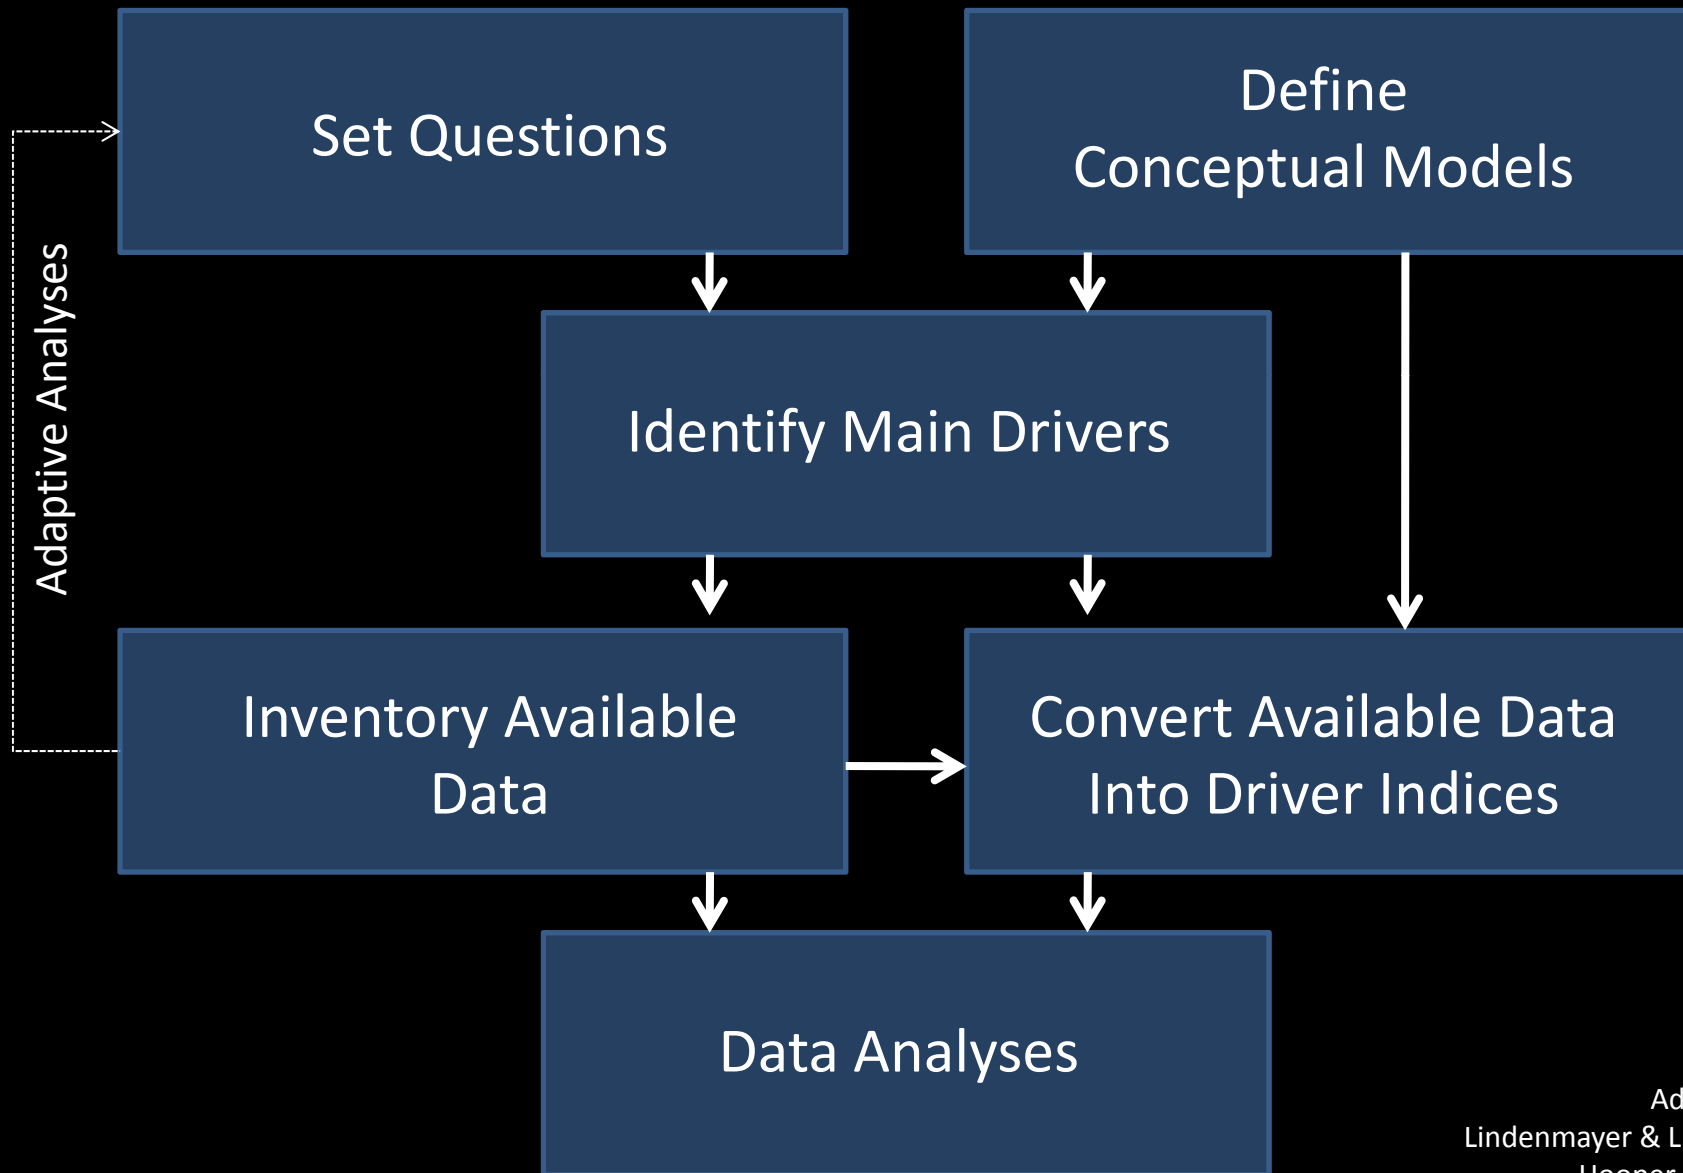 Set Questions
Define
Conceptual Models
Adaptive Analyses
Identify Main Drivers
Inventory Available
Data
Convert Available Data
Into Driver Indices
Data Analyses
Lindenmayer &